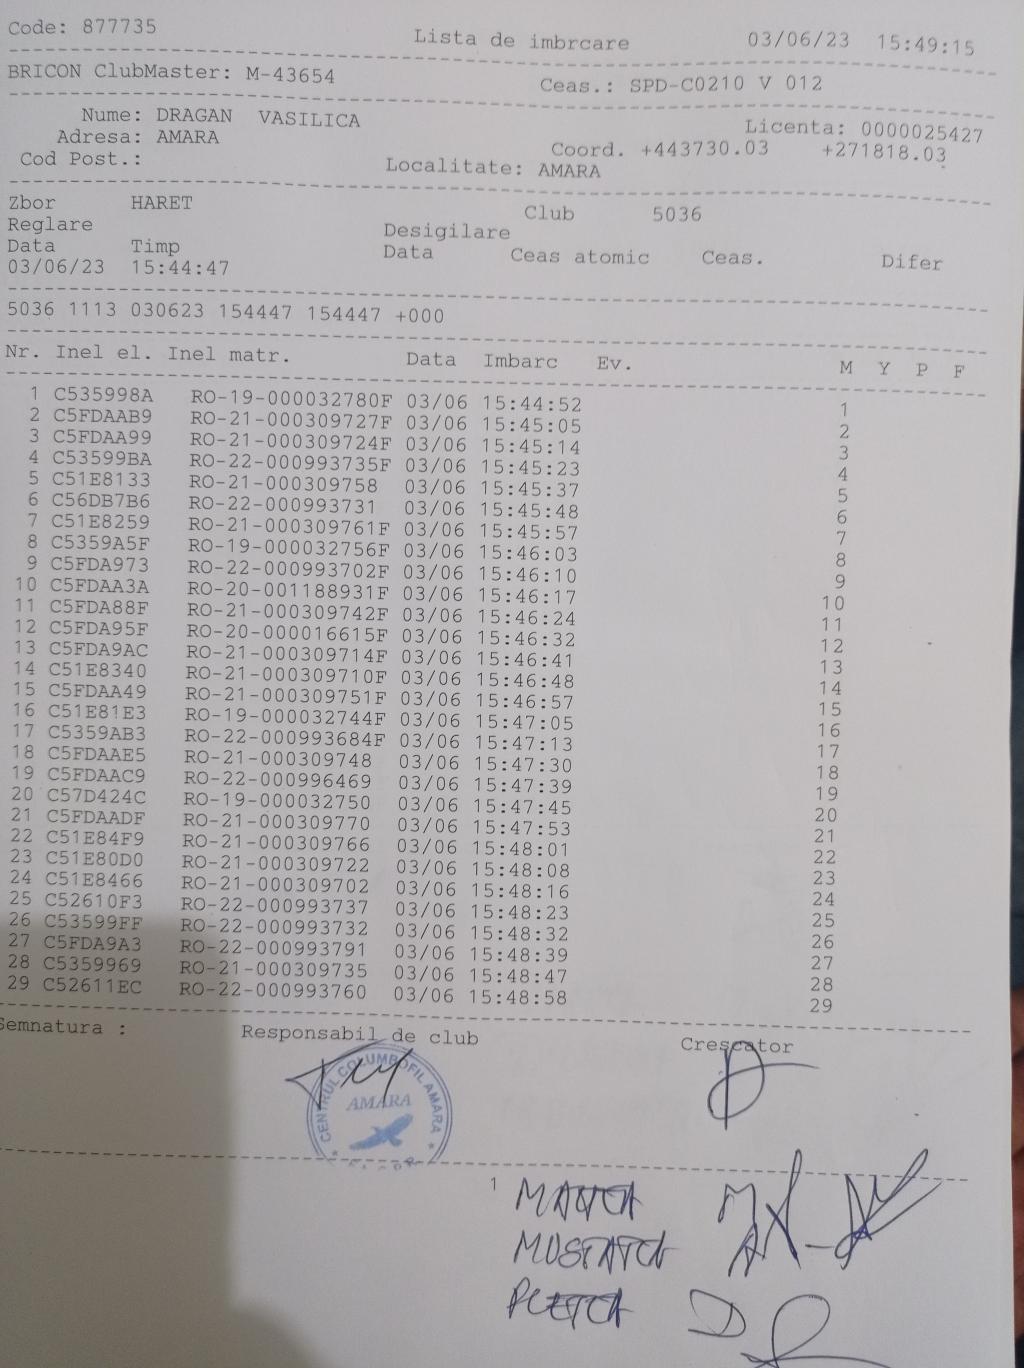 Code: 877735 Lista de imbrcare 03/06/23 15:49:15
BRICON ClubMaster: M-43654 Ceas.: SPD-C0210 V 012
Nume: DRAGAN VASILICA Licenta: 0000025427
Adresa: AMARA Coord. +443730.03 +271818.03
Cod Post.: Localitate: AMARA
Zbor HARET Club 5036
Reglare Desigilare
Data Timp Data Ceas atomic Ceas. Difer
03/06/23 15:44:47
5036 1113 030623 154447 154447 +000
Nr. Inel el. Inel matr. Data Imbarc Ev. M Y P F
1 C535998A RO-19-000032780F 03/06 15:44:52 1
2 C5FDAAB9 RO-21-000309727F 03/06 15:45:05 2
3 C5FDAA99 RO-21-000309724F 03/06 15:45:14 3
4 C53599BA RO-22-000993735F 03/06 15:45:23 4
5 C51E8133 RO-21-000309758 03/06 15:45:37 5
6 C56DB7B6 RO-22-000993731 03/06 15:45:48 6
7 C51E8259 RO-21-000309761F 03/06 15:45:57 7
8 C5359A5F RO-19-000032756F 03/06 15:46:03 8
9 C5FDA973 RO-22-000993702F 03/06 15:46:10 9
10 C5FDAA3A RO-20-001188931F 03/06 15:46:17 10
11 C5FDA88F RO-21-000309742F 03/06 15:46:24 11
12 C5FDA95F RO-20-000016615F 03/06 15:46:32 12
13 C5FDA9AC RO-21-000309714F 03/06 15:46:41 13
14 C51E8340 RO-21-000309710F 03/06 15:46:48 14
15 C5FDAA49 RO-21-000309751F 03/06 15:46:57 15
16 C51E81E3 RO-19-000032744F 03/06 15:47:05 16
17 C5359AB3 RO-22-000993684F 03/06 15:47:13 17
18 C5FDAAE5 RO-21-000309748 03/06 15:47:30 18
19 C5FDAAC9 RO-22-000996469 03/06 15:47:39 19
20 C57D424C RO-19-000032750 03/06 15:47:45 20
21 C5FDAADF RO-21-000309770 03/06 15:47:53 21
22 C51E84F9 RO-21-000309766 03/06 15:48:01 22
23 C51E80D0 RO-21-000309722 03/06 15:48:08 23
24 C51E8466 RO-21-000309702 03/06 15:48:16 24
25 C52610F3 RO-22-000993737 03/06 15:48:23 25
26 C53599FF RO-22-000993732 03/06 15:48:32 26
27 C5FDA9A3 RO-22-000993791 03/06 15:48:39 27
28 C5359969 RO-21-000309735 03/06 15:48:47 28
29 C52611EC RO-22-000993760 03/06 15:48:58 29
Semnatura : Responsabil de club Crescator
CENTRUL COLUMBOFIL AMARA
AMARA
1
MUSTATEA